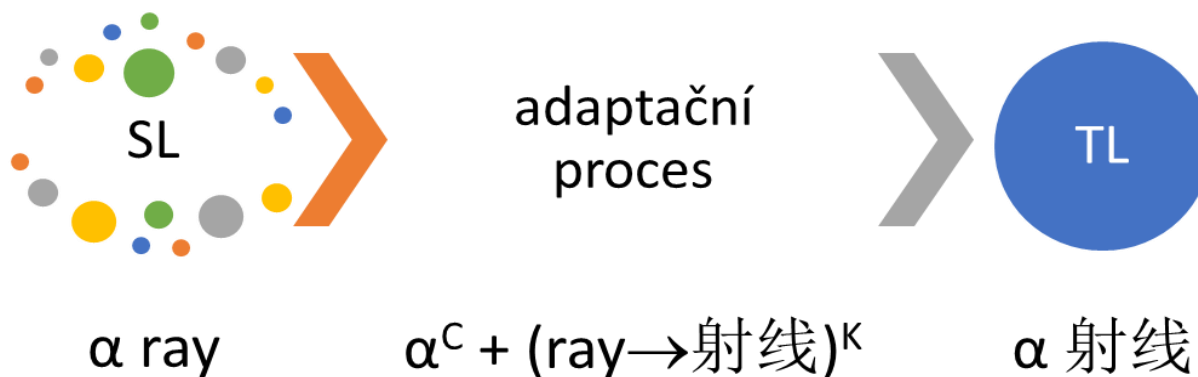 SL
adaptační
proces
TL
α ray
α^C + (ray→射线)^K
α 射线